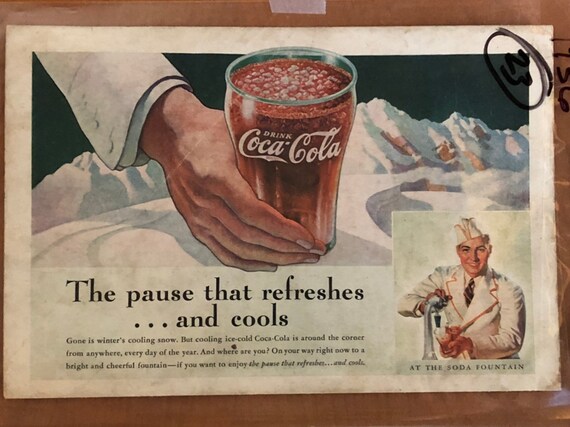 DRINK
Coca-Cola
The pause that refreshes
...and cools
Gone is winter's cooling snow. But cooling ice-cold Coca-Cola is around the corner
from anywhere, every day of the year. And where are you? On your way right now to a
bright and cheerful fountain—if you want to enjoy the pause that refreshes...and cools.
AT THE SODA FOUNTAIN
23